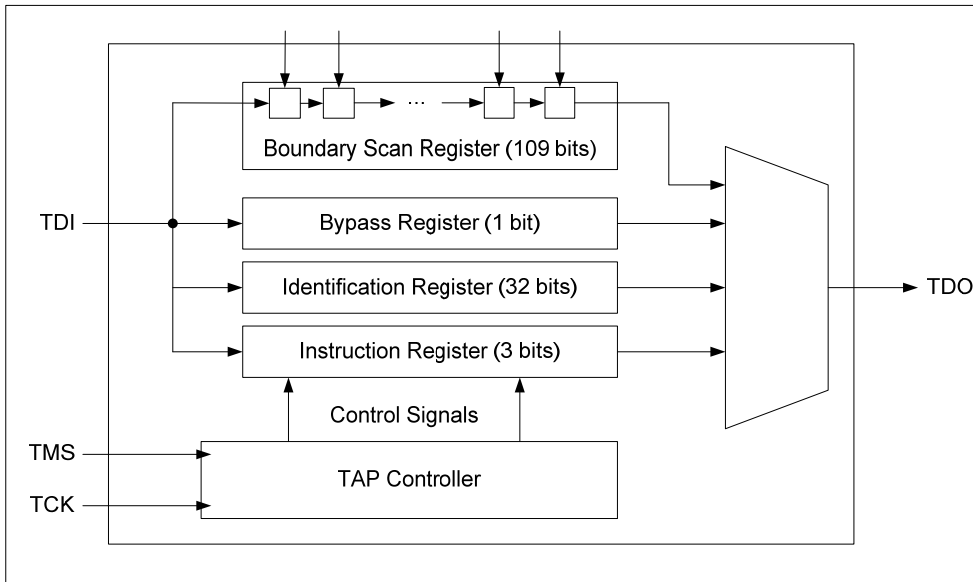 ...
Boundary Scan Register (109 bits)
TDI
Bypass Register (1 bit)
Identification Register (32 bits)
TDO
Instruction Register (3 bits)
Control Signals
TMS
TAP Controller
TCK